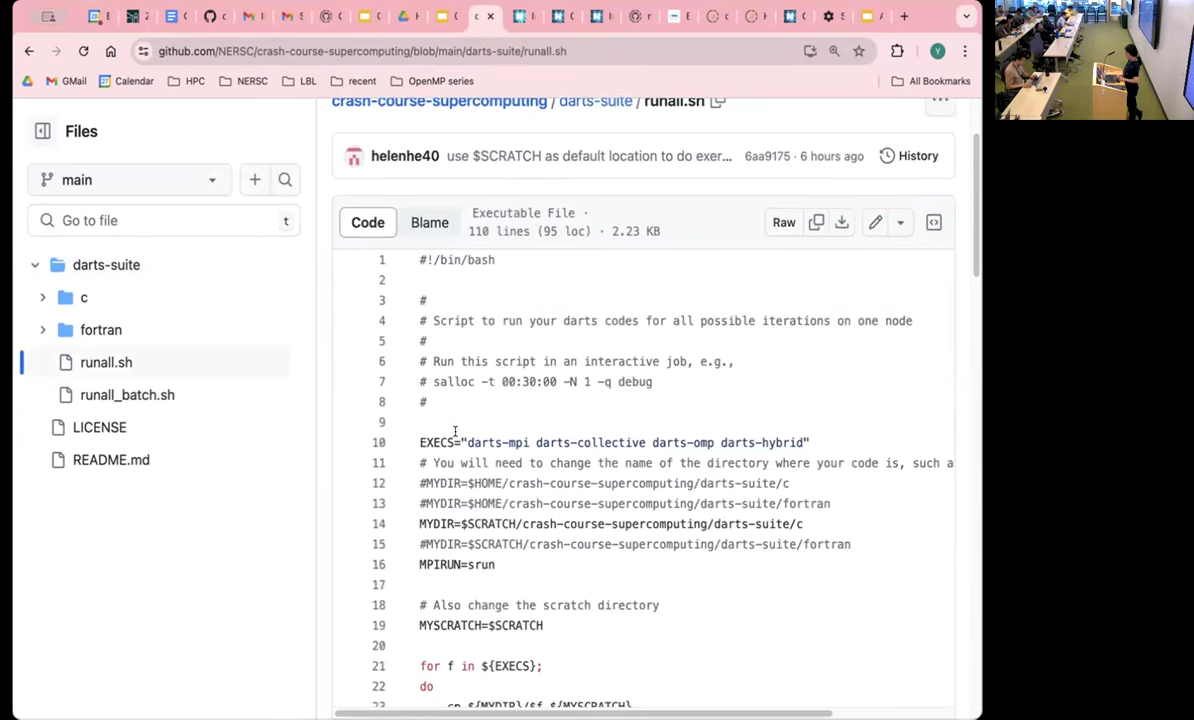 github.com/NERSC/crash-course-supercomputing/blob/main/darts-suite/runall.sh
GMail
Calendar
HPC
NERSC
LBL
recent
OpenMP series
All Bookmarks
Files
main
Go to file
t
darts-suite
c
fortran
runall.sh
runall_batch.sh
LICENSE
README.md
crash-course-supercomputing / darts-suite / runall.sh
helenhe40 use $SCRATCH as default location to do exer... 6aa9175 · 6 hours ago History
Code Blame Executable File · 110 lines (95 loc) · 2.23 KB Raw
1 #!/bin/bash
2
3 #
4 # Script to run your darts codes for all possible iterations on one node
5 #
6 # Run this script in an interactive job, e.g.,
7 # salloc -t 00:30:00 -N 1 -q debug
8 #
9
10 EXECS="darts-mpi darts-collective darts-omp darts-hybrid"
11 # You will need to change the name of the directory where your code is, such a
12 #MYDIR=$HOME/crash-course-supercomputing/darts-suite/c
13 #MYDIR=$HOME/crash-course-supercomputing/darts-suite/fortran
14 MYDIR=$SCRATCH/crash-course-supercomputing/darts-suite/c
15 #MYDIR=$SCRATCH/crash-course-supercomputing/darts-suite/fortran
16 MPIRUN=srun
17
18 # Also change the scratch directory
19 MYSCRATCH=$SCRATCH
20
21 for f in ${EXECS};
22 do
23 cp ${MYDIR}/$f ${MYSCRATCH}